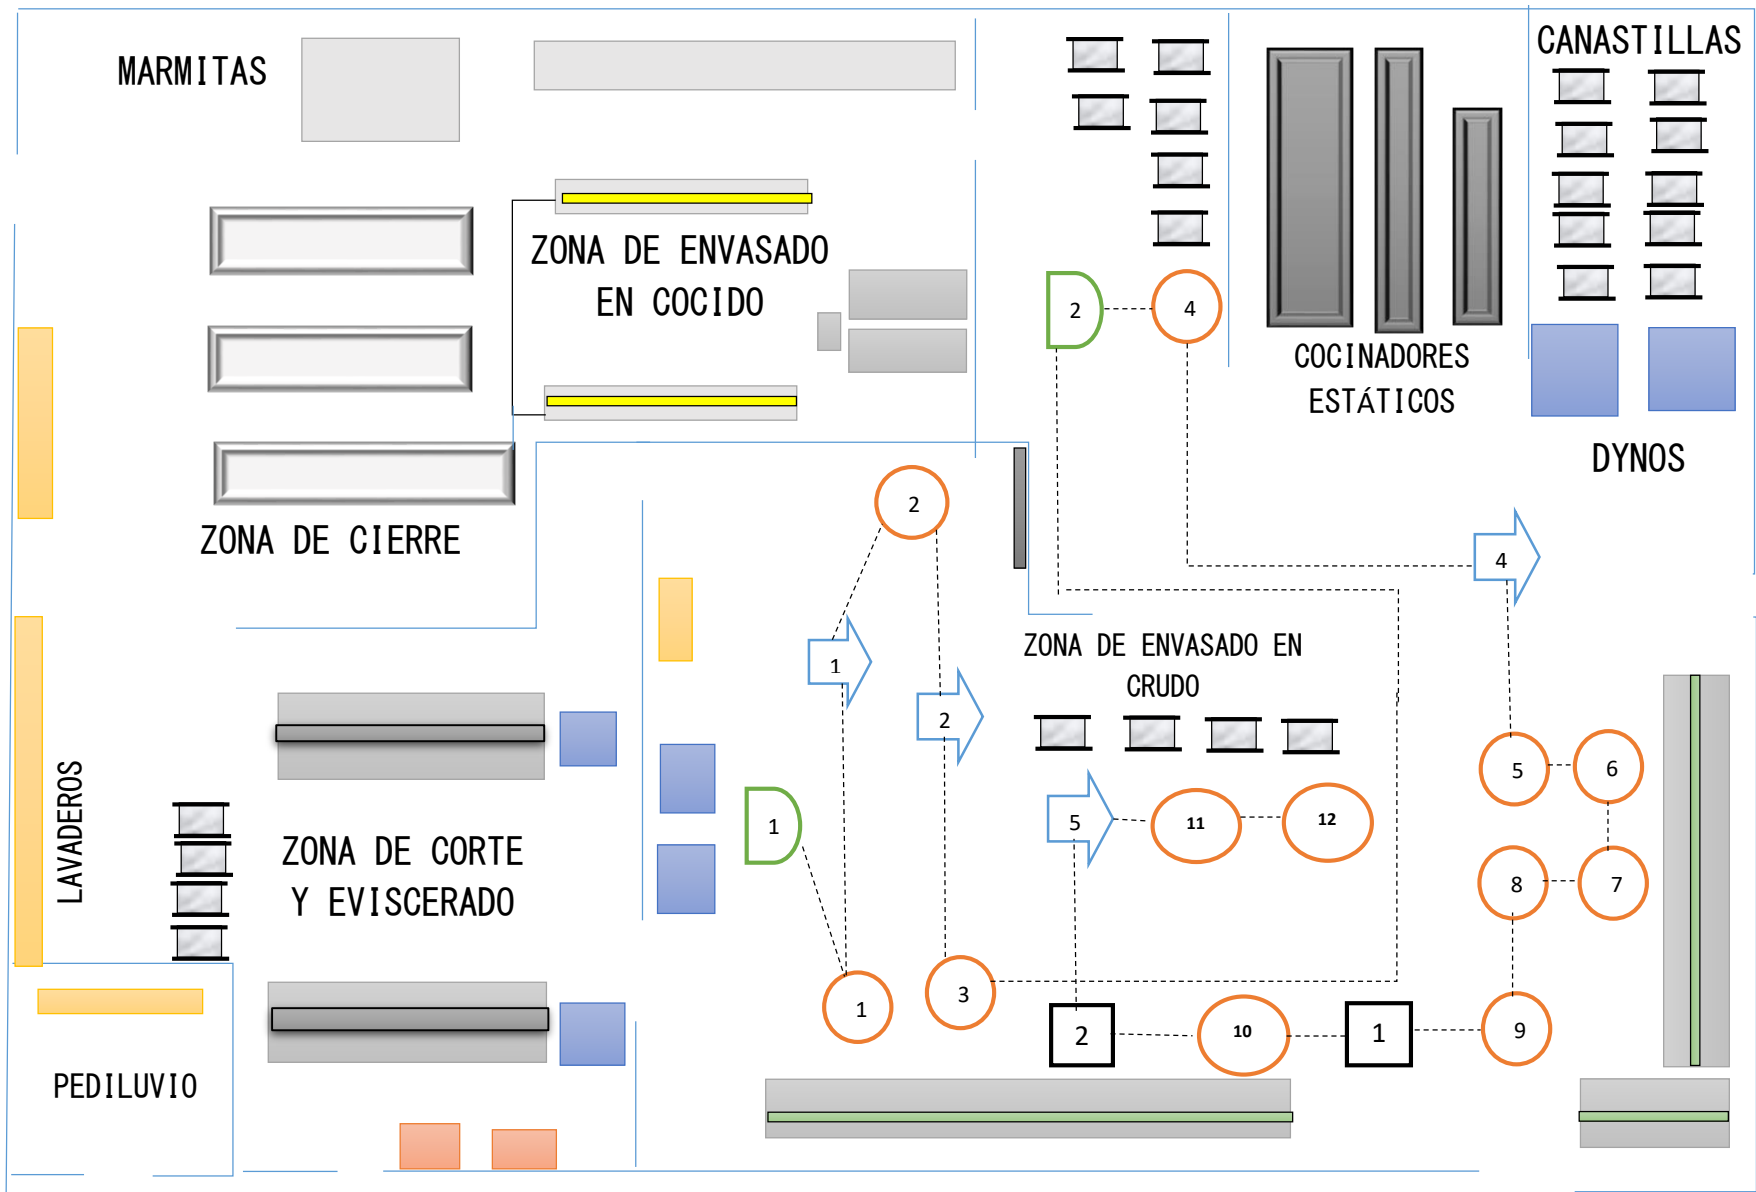 MARMITAS
CANASTILLAS
ZONA DE ENVASADO
EN COCIDO
2
4
COCINADORES
ESTÁTICOS
DYNOS
ZONA DE CIERRE
2
4
ZONA DE ENVASADO EN
CRUDO
1
2
5
6
LAVADEROS
ZONA DE CORTE
Y EVISCERADO
1
5
11
12
8
7
1
3
2
10
1
9
PEDILUVIO